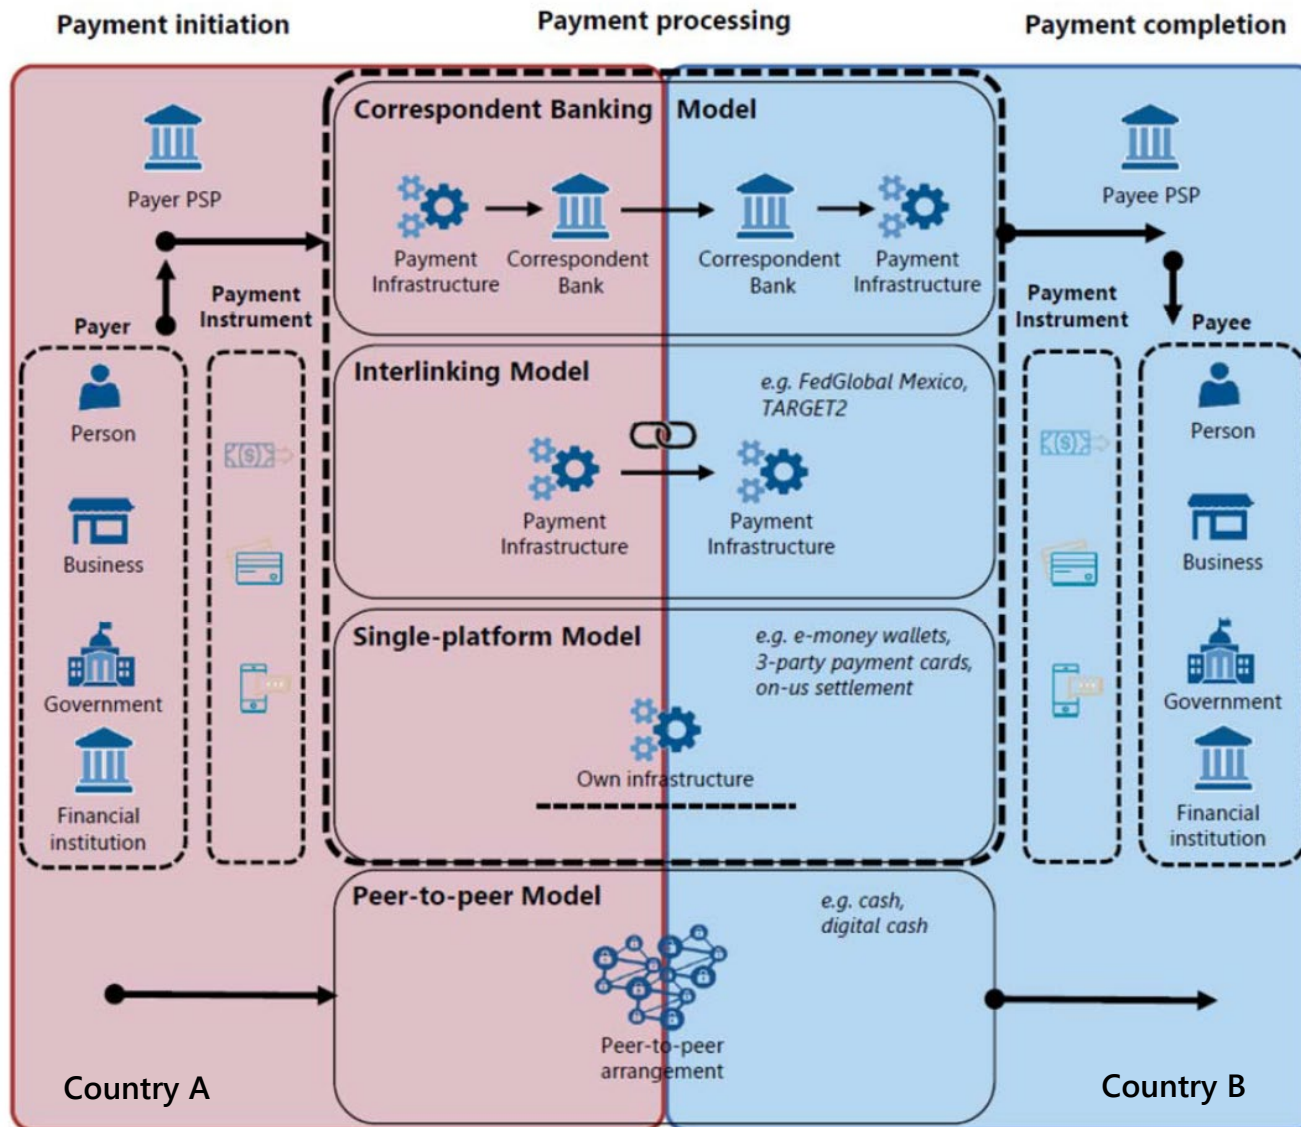 Payment initiation
Payment processing
Payment completion
Payer PSP
Payment
Instrument
Payer
Person
Business
Government
Financial
institution
Correspondent Banking Model
Payment
Infrastructure
Correspondent
Bank
Correspondent
Bank
Payment
Infrastructure
Interlinking Model
e.g. FedGlobal Mexico,
TARGET2
Payment
Infrastructure
Payment
Infrastructure
Single-platform Model
e.g. e-money wallets,
3-party payment cards,
on-us settlement
Own infrastructure
Peer-to-peer Model
e.g. cash,
digital cash
Peer-to-peer
arrangement
Payee PSP
Payment
Instrument
Payee
Person
Business
Government
Financial
institution
Country A
Country B